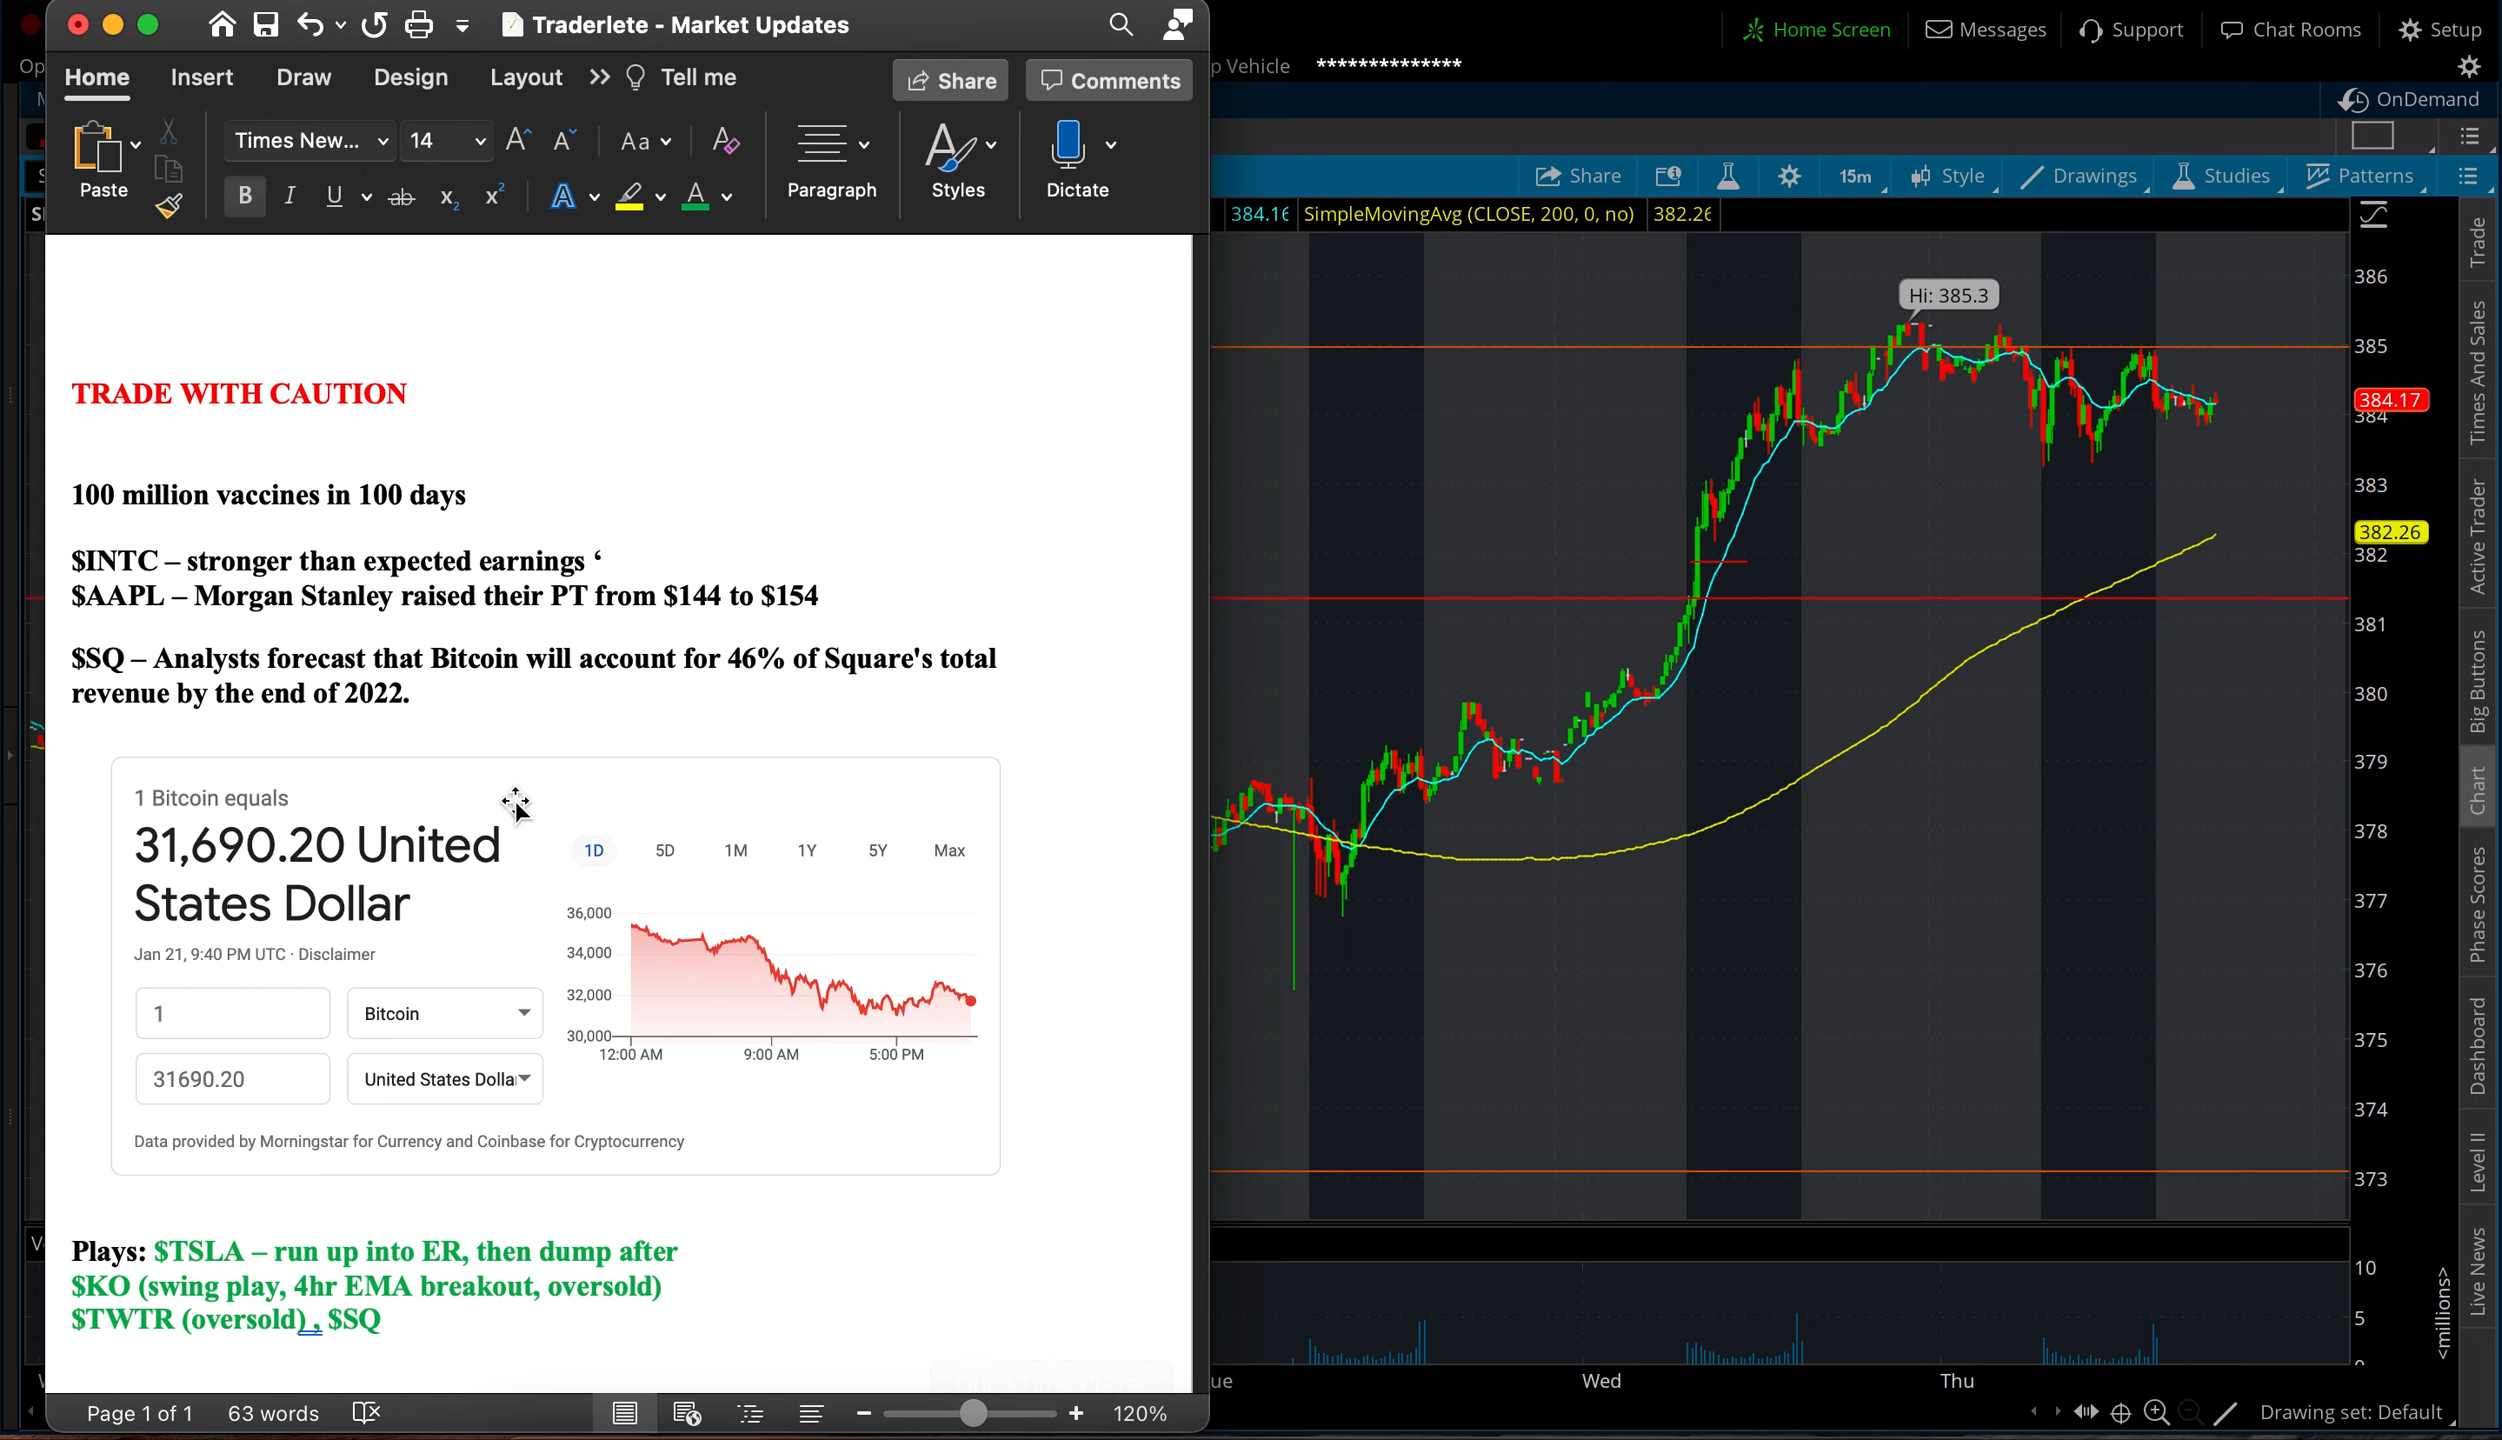 Traderlete - Market Updates
Home Insert Draw Design Layout >> Tell me Share Comments
Times New... 14 Aa
Paste Paragraph Styles Dictate
B I U ab x₂ x² A A
TRADE WITH CAUTION
100 million vaccines in 100 days
$INTC – stronger than expected earnings ‘
$AAPL – Morgan Stanley raised their PT from $144 to $154
$SQ – Analysts forecast that Bitcoin will account for 46% of Square's total
revenue by the end of 2022.
1 Bitcoin equals
31,690.20 United
States Dollar
Jan 21, 9:40 PM UTC · Disclaimer
1 Bitcoin
31690.20 United States Dolla
1D 5D 1M 1Y 5Y Max
36,000
34,000
32,000
30,000
12:00 AM 9:00 AM 5:00 PM
Data provided by Morningstar for Currency and Coinbase for Cryptocurrency
Plays: $TSLA – run up into ER, then dump after
$KO (swing play, 4hr EMA breakout, oversold)
$TWTR (oversold) , $SQ
Page 1 of 1 63 words 120%
Home Screen Messages Support Chat Rooms Setup
p Vehicle **************
OnDemand
Share 15m Style Drawings Studies Patterns
384.16 SimpleMovingAvg (CLOSE, 200, 0, no) 382.26
Hi: 385.3
386
385
384.17
384
383
382.26
382
381
380
379
378
377
376
375
374
373
10
5
<millions>
ue Wed Thu
Drawing set: Default
Trade
Times And Sales
Active Trader
Big Buttons
Chart
Phase Scores
Dashboard
Level II
Live News